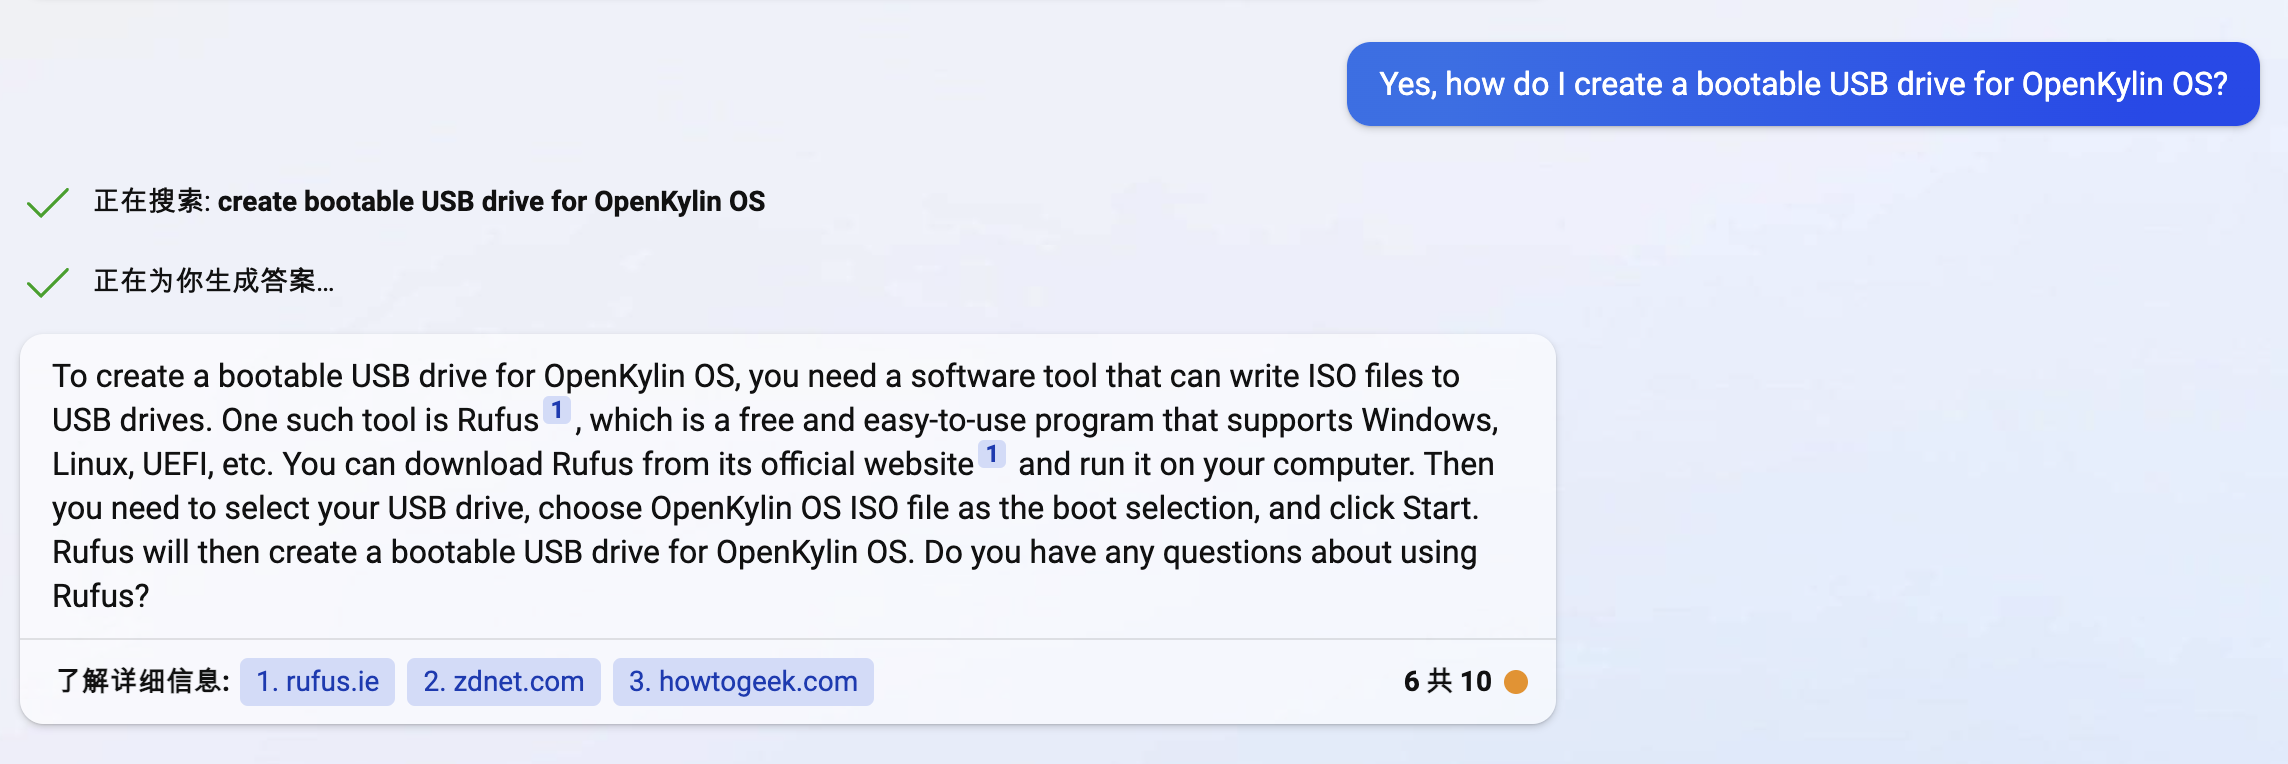 Yes, how do I create a bootable USB drive for OpenKylin OS?
正在搜索: create bootable USB drive for OpenKylin OS
正在为你生成答案...
To create a bootable USB drive for OpenKylin OS, you need a software tool that can write ISO files to
USB drives. One such tool is Rufus 1 , which is a free and easy-to-use program that supports Windows,
Linux, UEFI, etc. You can download Rufus from its official website 1 and run it on your computer. Then
you need to select your USB drive, choose OpenKylin OS ISO file as the boot selection, and click Start.
Rufus will then create a bootable USB drive for OpenKylin OS. Do you have any questions about using
Rufus?
了解详细信息: 1. rufus.ie 2. zdnet.com 3. howtogeek.com 6 共 10